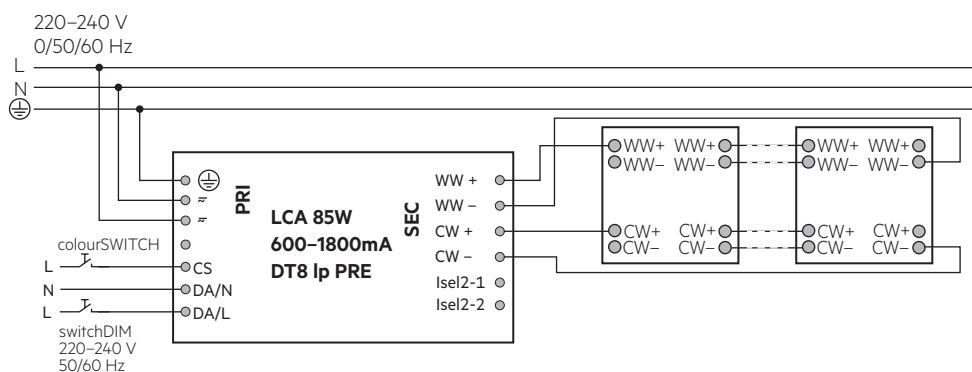 220–240 V
0/50/60 Hz
L
N
PRI
≂
≂
colourSWITCH
L
CS
N
DA/N
L
DA/L
switchDIM
220–240 V
50/60 Hz
LCA 85W
600–1800mA
DT8 lp PRE
SEC
WW +
WW –
CW +
CW –
Isel2-1
Isel2-2
WW+ WW+
WW– WW–
CW+ CW+
CW– CW–
WW+ WW+
WW– WW–
CW+ CW+
CW– CW–